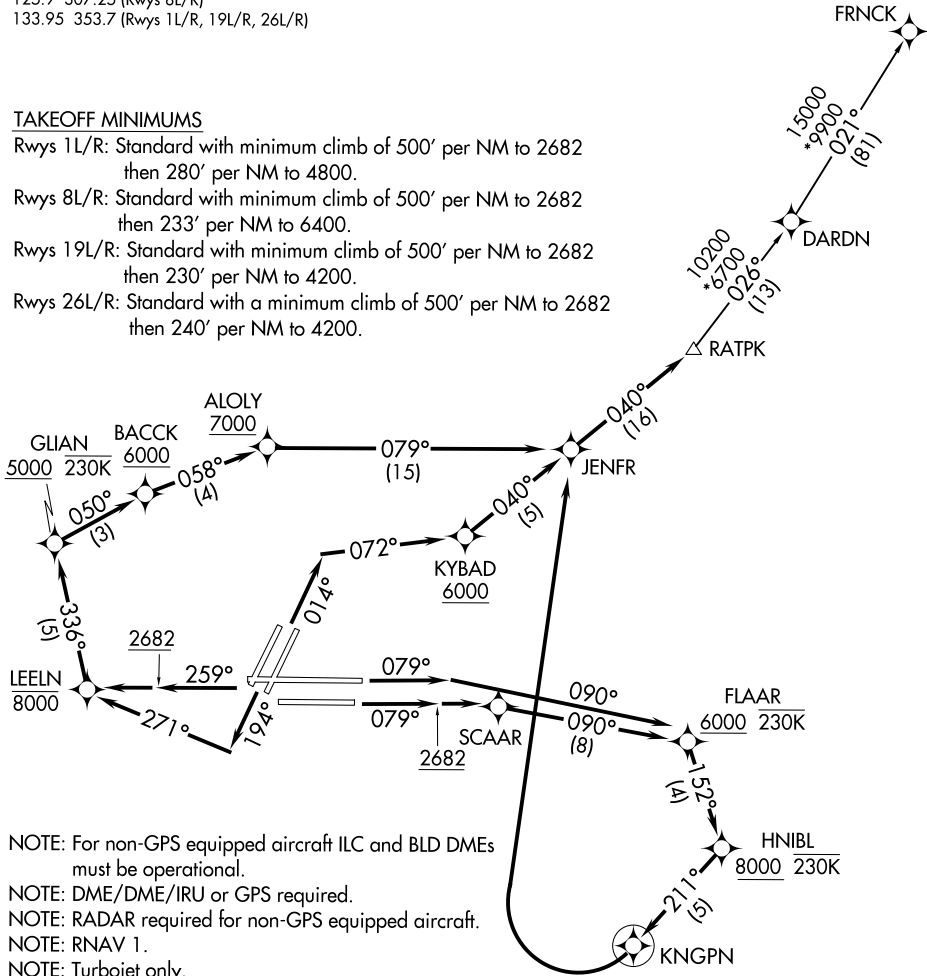 133.95 353.7 (Rwys 1L/R, 19L/R, 26L/R)
FRNCK
15000
*9900
021°
(81)
TAKEOFF MINIMUMS
Rwys 1L/R: Standard with minimum climb of 500' per NM to 2682
then 280' per NM to 4800.
Rwys 8L/R: Standard with minimum climb of 500' per NM to 2682
then 233' per NM to 6400.
Rwys 19L/R: Standard with minimum climb of 500' per NM to 2682
then 230' per NM to 4200.
Rwys 26L/R: Standard with a minimum climb of 500' per NM to 2682
then 240' per NM to 4200.
DARDN
10200
*6700
026°
(13)
RATPK
040°
(16)
ALOLY
7000
BACCK
6000
GLIAN
5000 230K
050°
(3)
058°
(4)
079°
(15)
JENFR
040°
(5)
072°
KYBAD
6000
014°
336°
(5)
2682
LEELN
8000
259°
271°
194°
079°
090°
079°
SCAAR
090°
(8)
2682
FLAAR
6000 230K
152°
(4)
HNIBL
8000 230K
211°
(5)
KNGPN
NOTE: For non-GPS equipped aircraft ILC and BLD DMEs
must be operational.
NOTE: DME/DME/IRU or GPS required.
NOTE: RADAR required for non-GPS equipped aircraft.
NOTE: RNAV 1.
NOTE: Turbojet only.